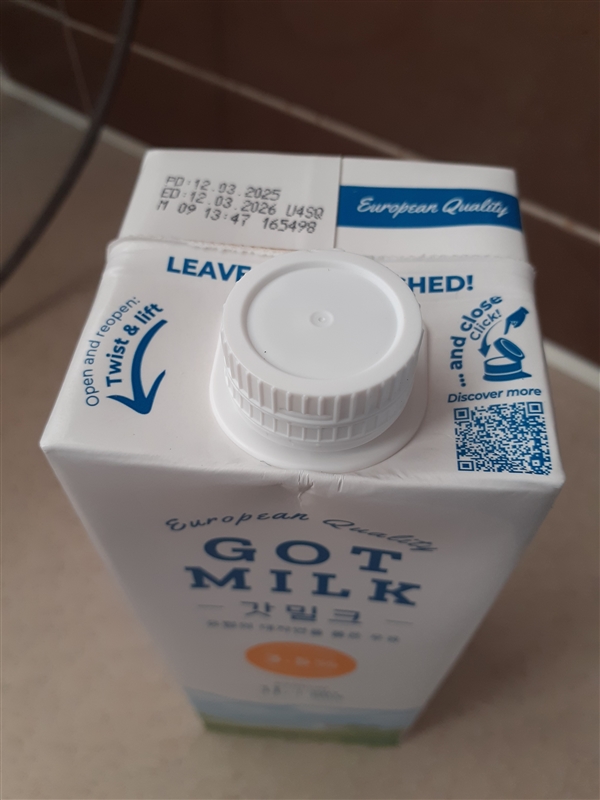 PD:12.03.2025
ED:12.03.2026 U4SQ
M 09 13:47 165498
European Quality
LEAVE HED!
Open and reopen:
Twist & lift
... and close
Click!
Discover more
European Quality
GOT
MILK
갓밀크